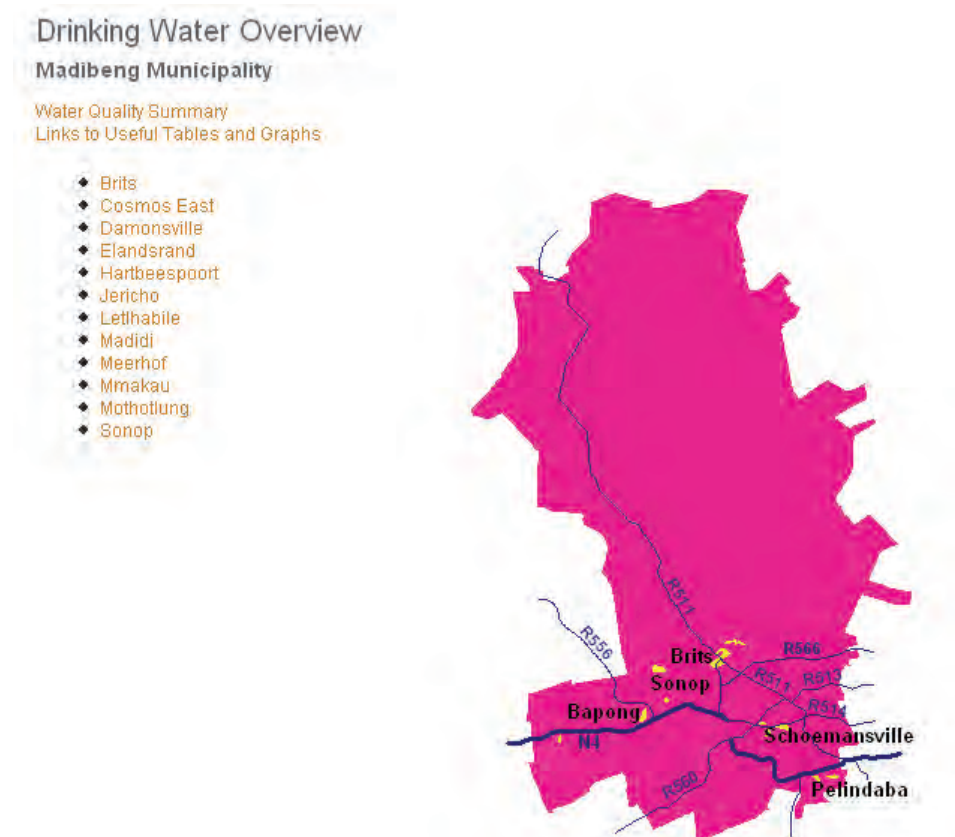 Drinking Water Overview
Madibeng Municipality
Water Quality Summary
Links to Useful Tables and Graphs
Brits
Cosmos East
Damonsville
Elandsrand
Hartbeespoort
Jericho
Letlhabile
Madidi
Meerhof
Mmakau
Mothotlung
Sonop
R511
R556
Brits
R566
Sonop
R511
R513
Bapong
R514
N4
Schoemansville
R560
Pelindaba